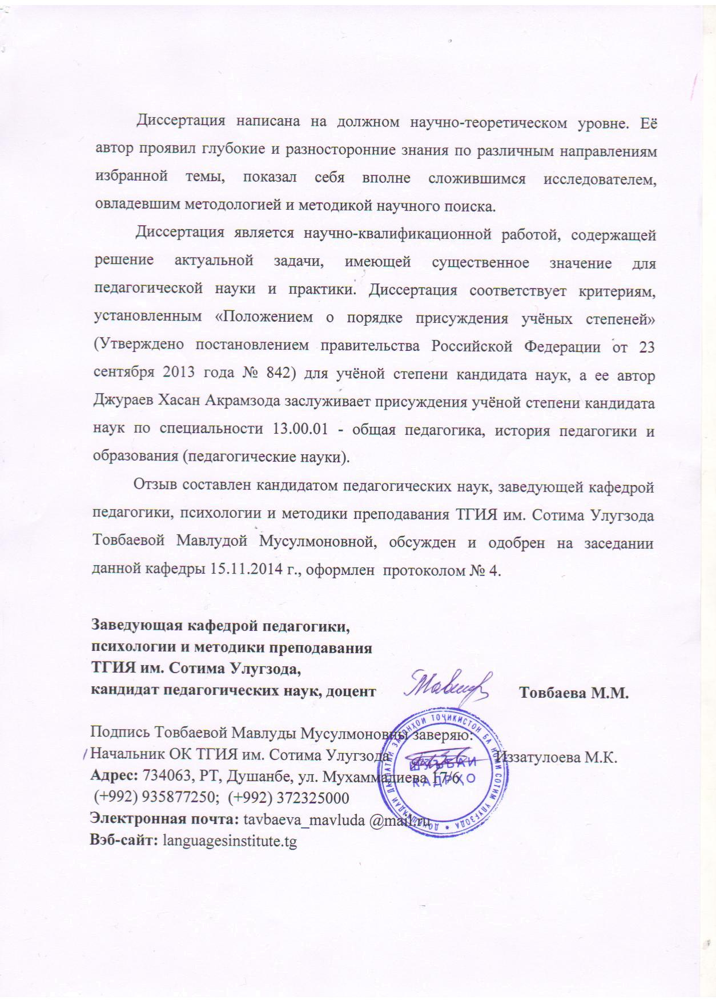 Диссертация написана на должном научно-теоретическом уровне. Её
автор проявил глубокие и разносторонние знания по различным направлениям
избранной темы, показал себя вполне сложившимся исследователем,
овладевшим методологией и методикой научного поиска.
Диссертация является научно-квалификационной работой, содержащей
решение актуальной задачи, имеющей существенное значение для
педагогической науки и практики. Диссертация соответствует критериям,
установленным «Положением о порядке присуждения учёных степеней»
(Утверждено постановлением правительства Российской Федерации от 23
сентября 2013 года № 842) для учёной степени кандидата наук, а ее автор
Джураев Хасан Акрамзода заслуживает присуждения учёной степени кандидата
наук по специальности 13.00.01 - общая педагогика, история педагогики и
образования (педагогические науки).
Отзыв составлен кандидатом педагогических наук, заведующей кафедрой
педагогики, психологии и методики преподавания ТГИЯ им. Сотима Улугзода
Товбаевой Мавлудой Мусулмоновной, обсужден и одобрен на заседании
данной кафедры 15.11.2014 г., оформлен протоколом № 4.
Заведующая кафедрой педагогики,
психологии и методики преподавания
ТГИЯ им. Сотима Улугзода,
кандидат педагогических наук, доцент Товбаева М.М.
Подпись Товбаевой Мавлуды Мусулмоновны заверяю:
Начальник ОК ТГИЯ им. Сотима Улугзода Иззатулоева М.К.
Адрес: 734063, РТ, Душанбе, ул. Мухаммадиева 17/6
(+992) 935877250; (+992) 372325000
Электронная почта: tavbaeva_mavluda @mail.ru
Вэб-сайт: languagesinstitute.tg
ДОНИШКАДАИ ДАВЛАТИИ ЗАБОНҲОИ ТОҶИКИСТОН БА НОМИ СОТИМ УЛУҒЗОДА *
ШУЪБАИ
КАДРҲО